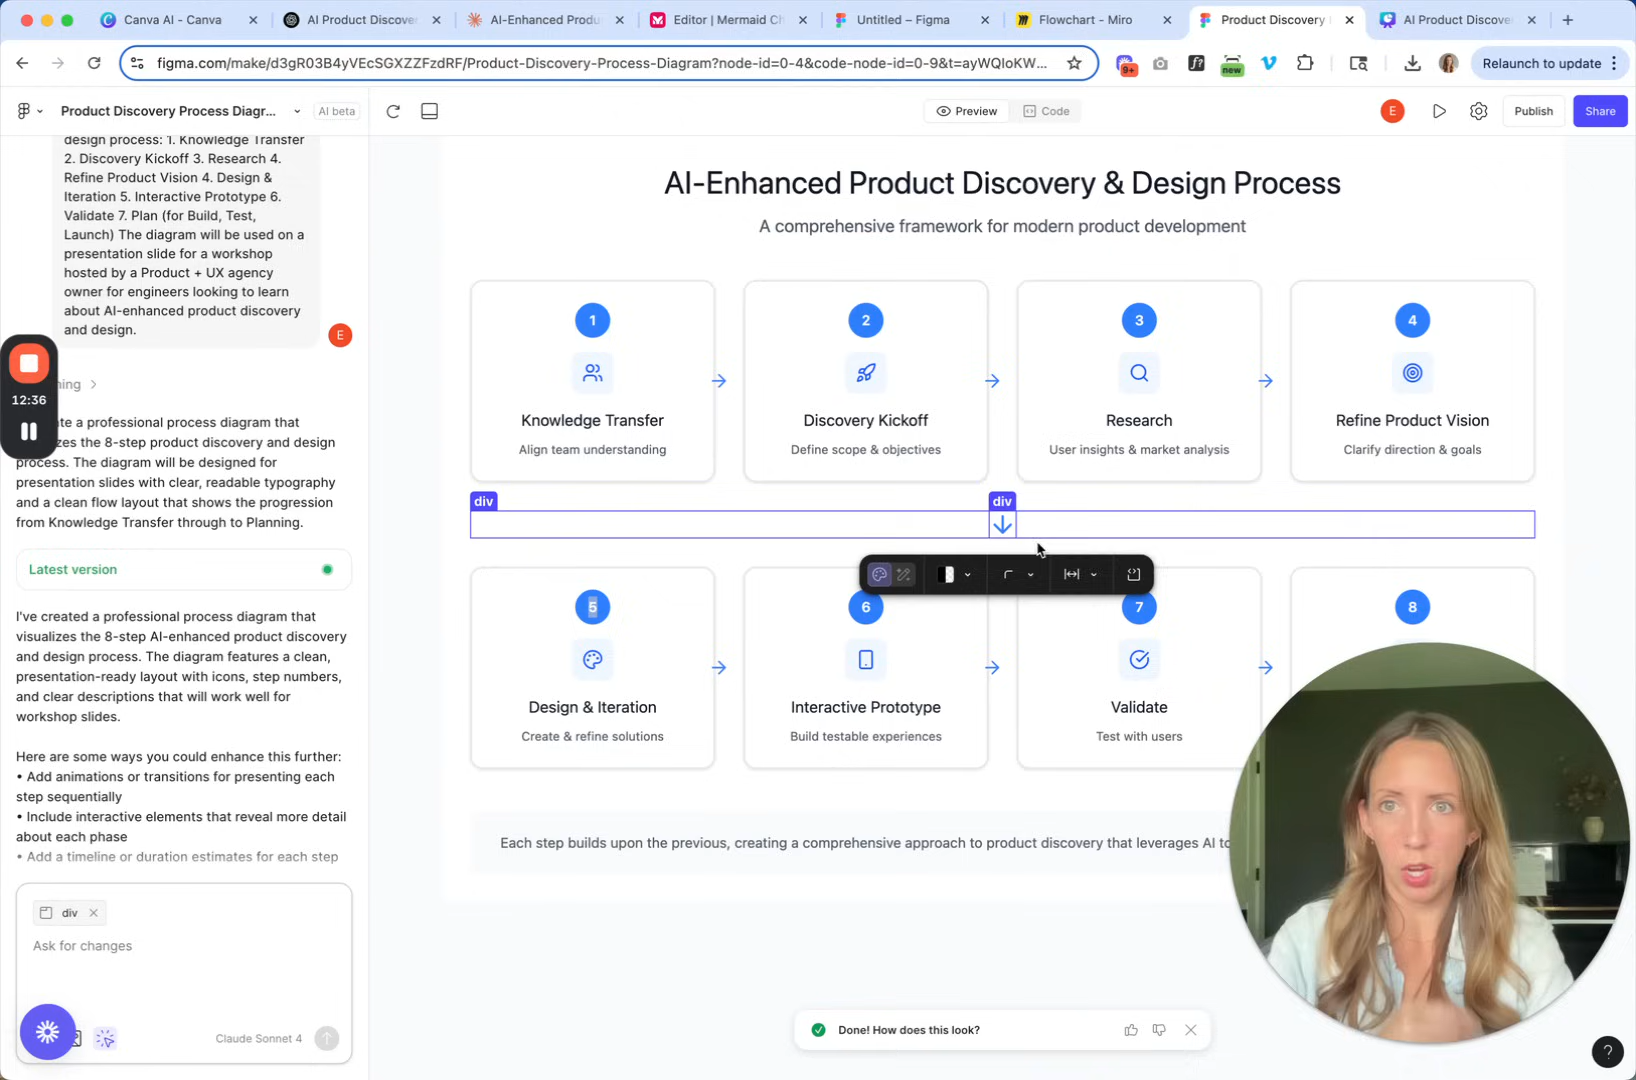 Canva AI - Canva
AI Product Discover
AI-Enhanced Produ
Editor | Mermaid Ch
Untitled – Figma
Flowchart - Miro
Product Discovery
AI Product Discove
figma.com/make/d3gR03B4yVEcSGXZZFzdRF/Product-Discovery-Process-Diagram?node-id=0-4&code-node-id=0-9&t=ayWQIoKW...
9+
new
Relaunch to update
Product Discovery Process Diagr...
AI beta
Preview
Code
E
Publish
Share
design process: 1. Knowledge Transfer
2. Discovery Kickoff 3. Research 4.
Refine Product Vision 4. Design &
Iteration 5. Interactive Prototype 6.
Validate 7. Plan (for Build, Test,
Launch) The diagram will be used on a
presentation slide for a workshop
hosted by a Product + UX agency
owner for engineers looking to learn
about AI-enhanced product discovery
and design.
E
12:36
ning
te a professional process diagram that
zes the 8-step product discovery and design
process. The diagram will be designed for
presentation slides with clear, readable typography
and a clean flow layout that shows the progression
from Knowledge Transfer through to Planning.
Latest version
I've created a professional process diagram that
visualizes the 8-step AI-enhanced product discovery
and design process. The diagram features a clean,
presentation-ready layout with icons, step numbers,
and clear descriptions that will work well for
workshop slides.
Here are some ways you could enhance this further:
• Add animations or transitions for presenting each
step sequentially
• Include interactive elements that reveal more detail
about each phase
• Add a timeline or duration estimates for each step
div
Ask for changes
Claude Sonnet 4
AI-Enhanced Product Discovery & Design Process
A comprehensive framework for modern product development
1
Knowledge Transfer
Align team understanding
2
Discovery Kickoff
Define scope & objectives
3
Research
User insights & market analysis
4
Refine Product Vision
Clarify direction & goals
div
div
5
Design & Iteration
Create & refine solutions
6
Interactive Prototype
Build testable experiences
7
Validate
Test with users
8
Each step builds upon the previous, creating a comprehensive approach to product discovery that leverages AI to
Done! How does this look?
?